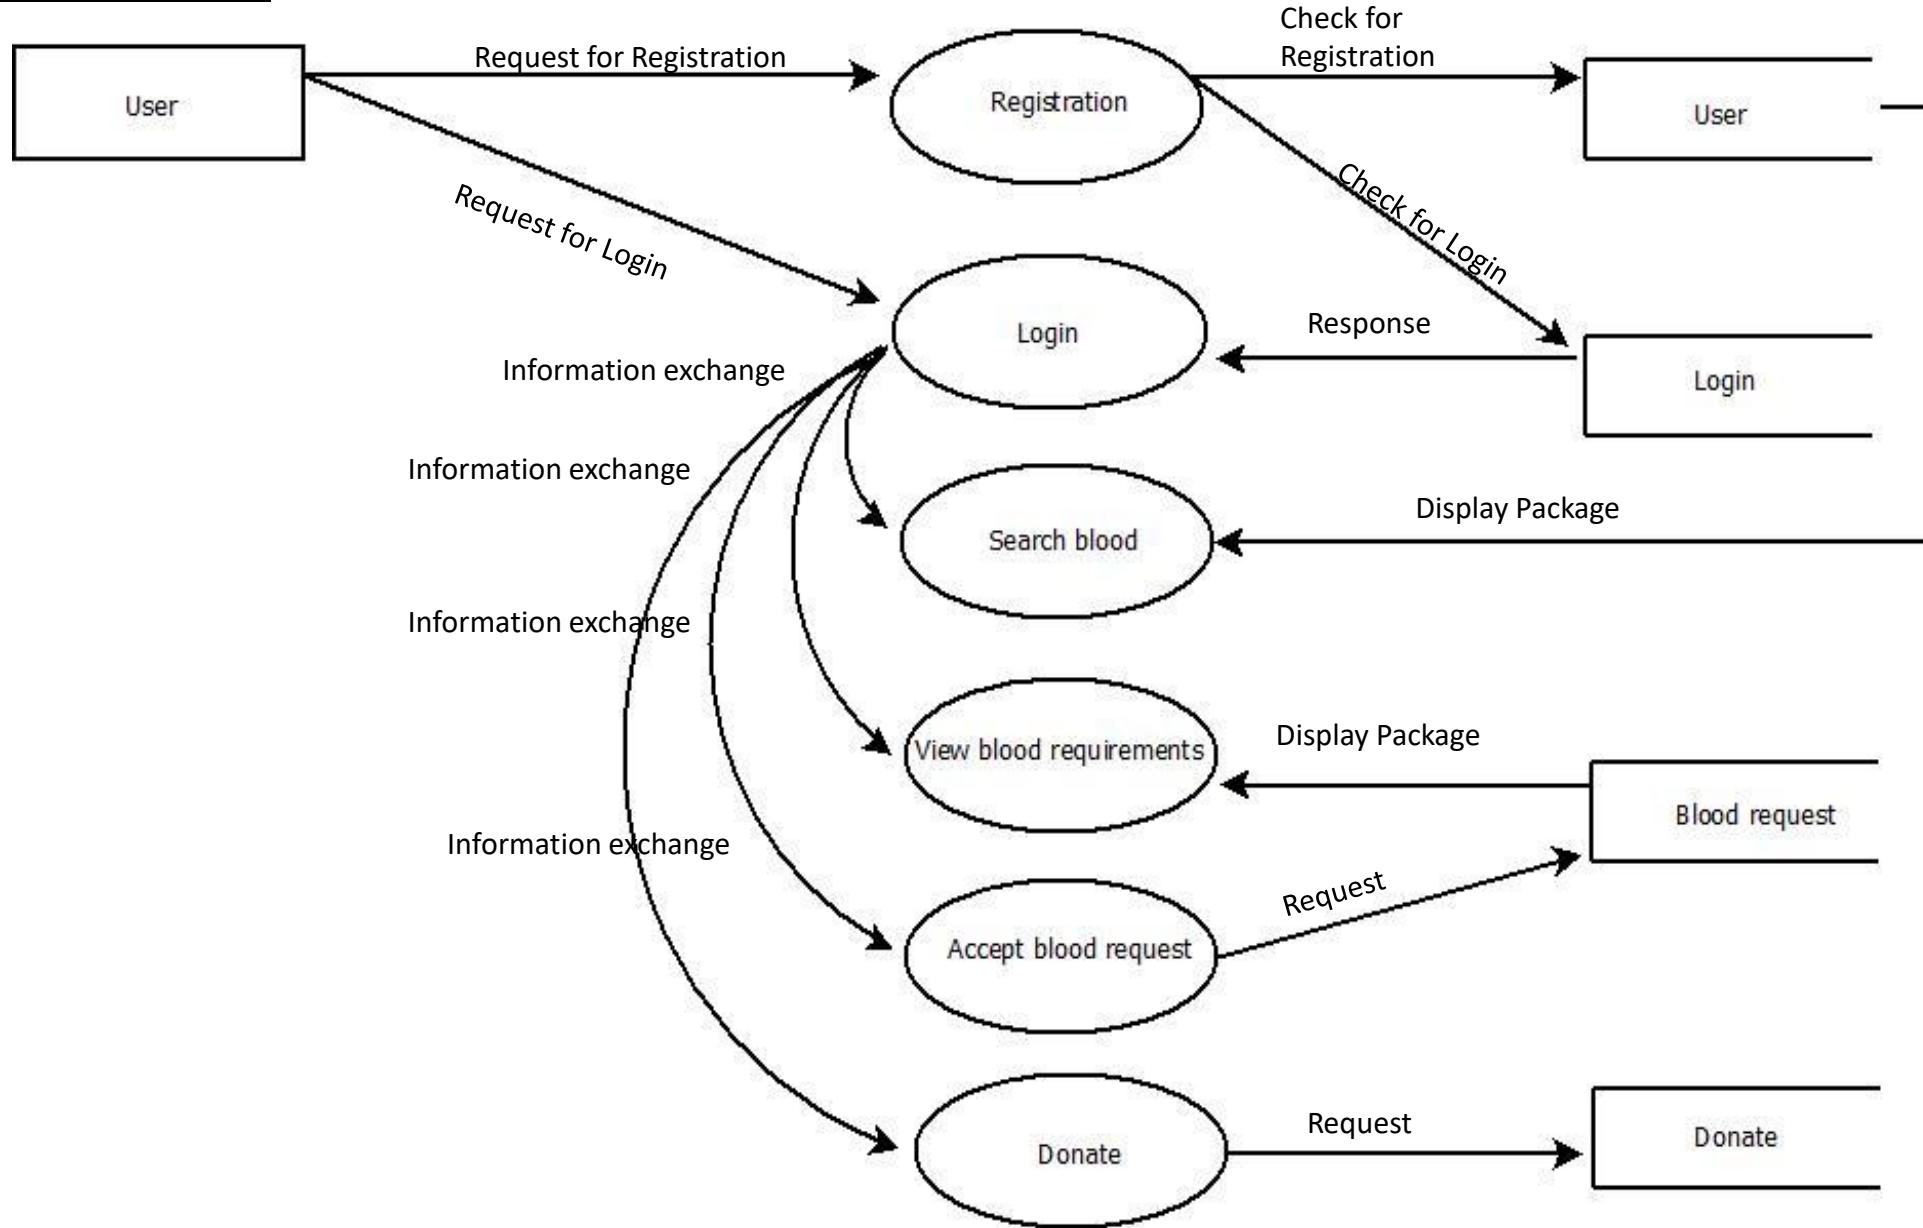 Check for
Registration
Request for Registration
User
Registration
User
Request for Login
Check for Login
Response
Login
Login
Information exchange
Information exchange
Display Package
Search blood
Information exchange
Display Package
View blood requirements
Blood request
Information exchange
Request
Accept blood request
Request
Donate
Donate